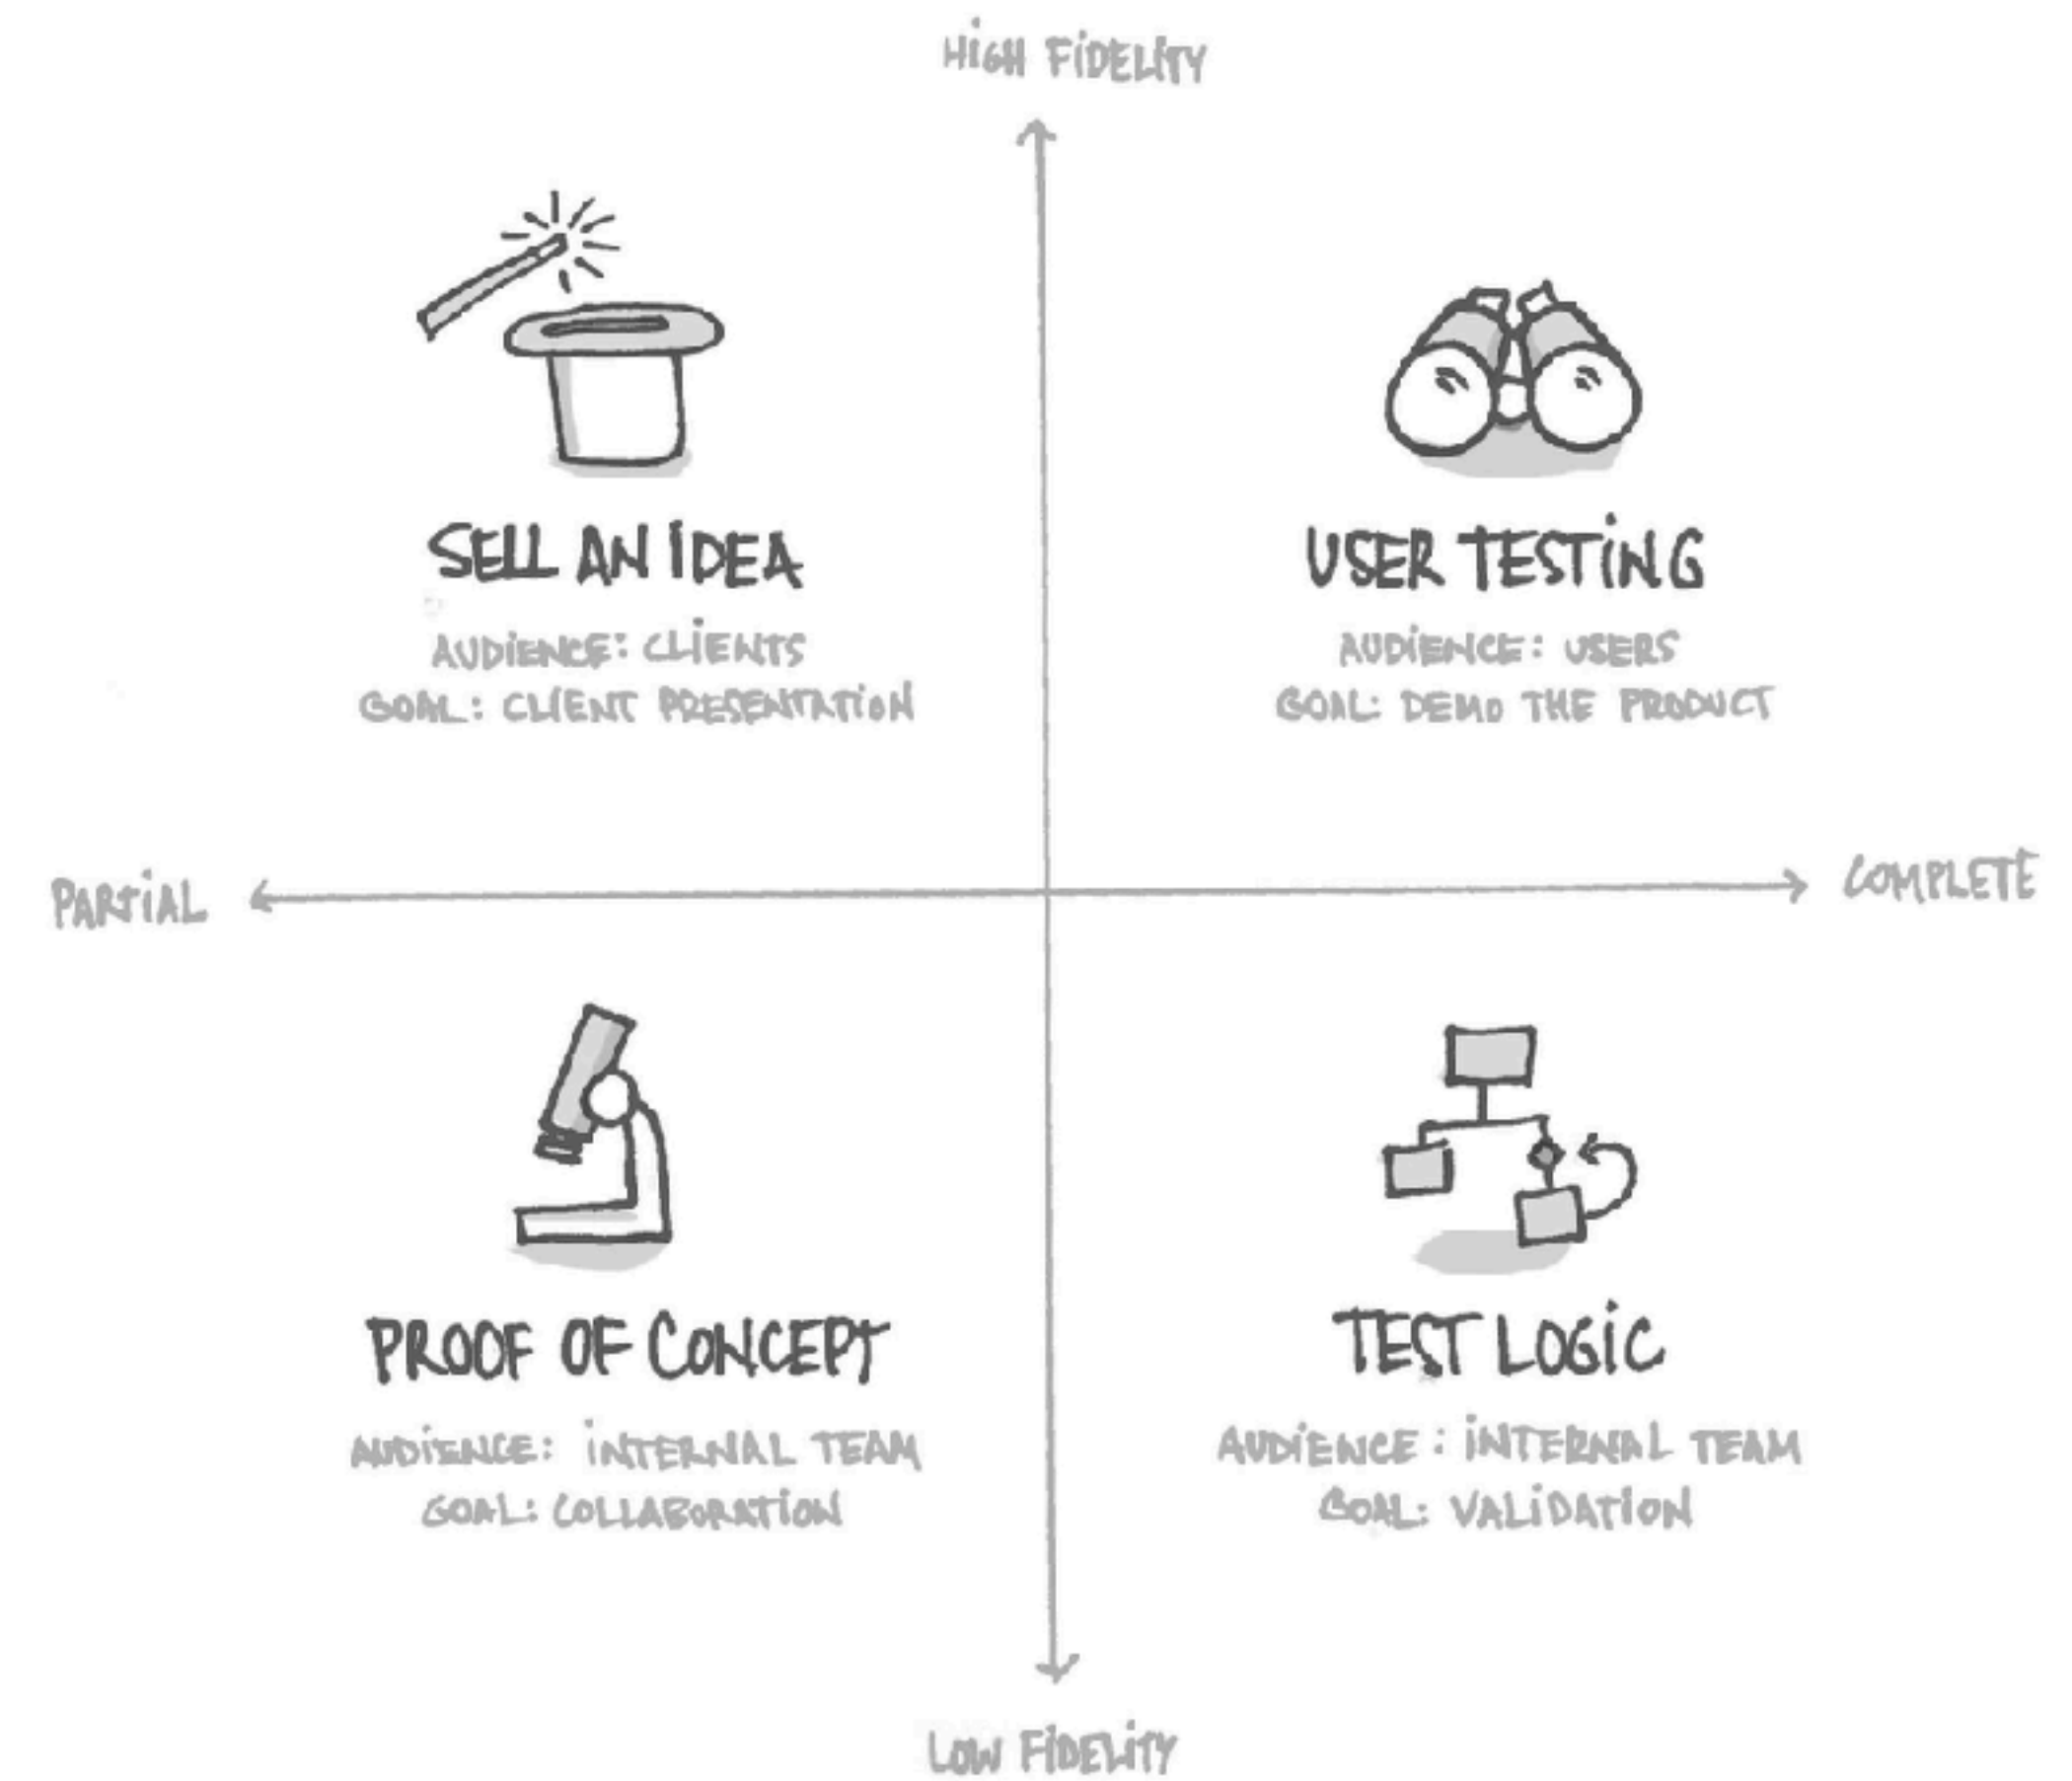 HIGH FIDELITY
SELL AN IDEA
AUDIENCE: CLIENTS
GOAL: CLIENT PRESENTATION
USER TESTING
AUDIENCE: USERS
GOAL: DEMO THE PRODUCT
PARTIAL
COMPLETE
PROOF OF CONCEPT
AUDIENCE: INTERNAL TEAM
GOAL: COLLABORATION
TEST LOGIC
AUDIENCE: INTERNAL TEAM
GOAL: VALIDATION
LOW FIDELITY